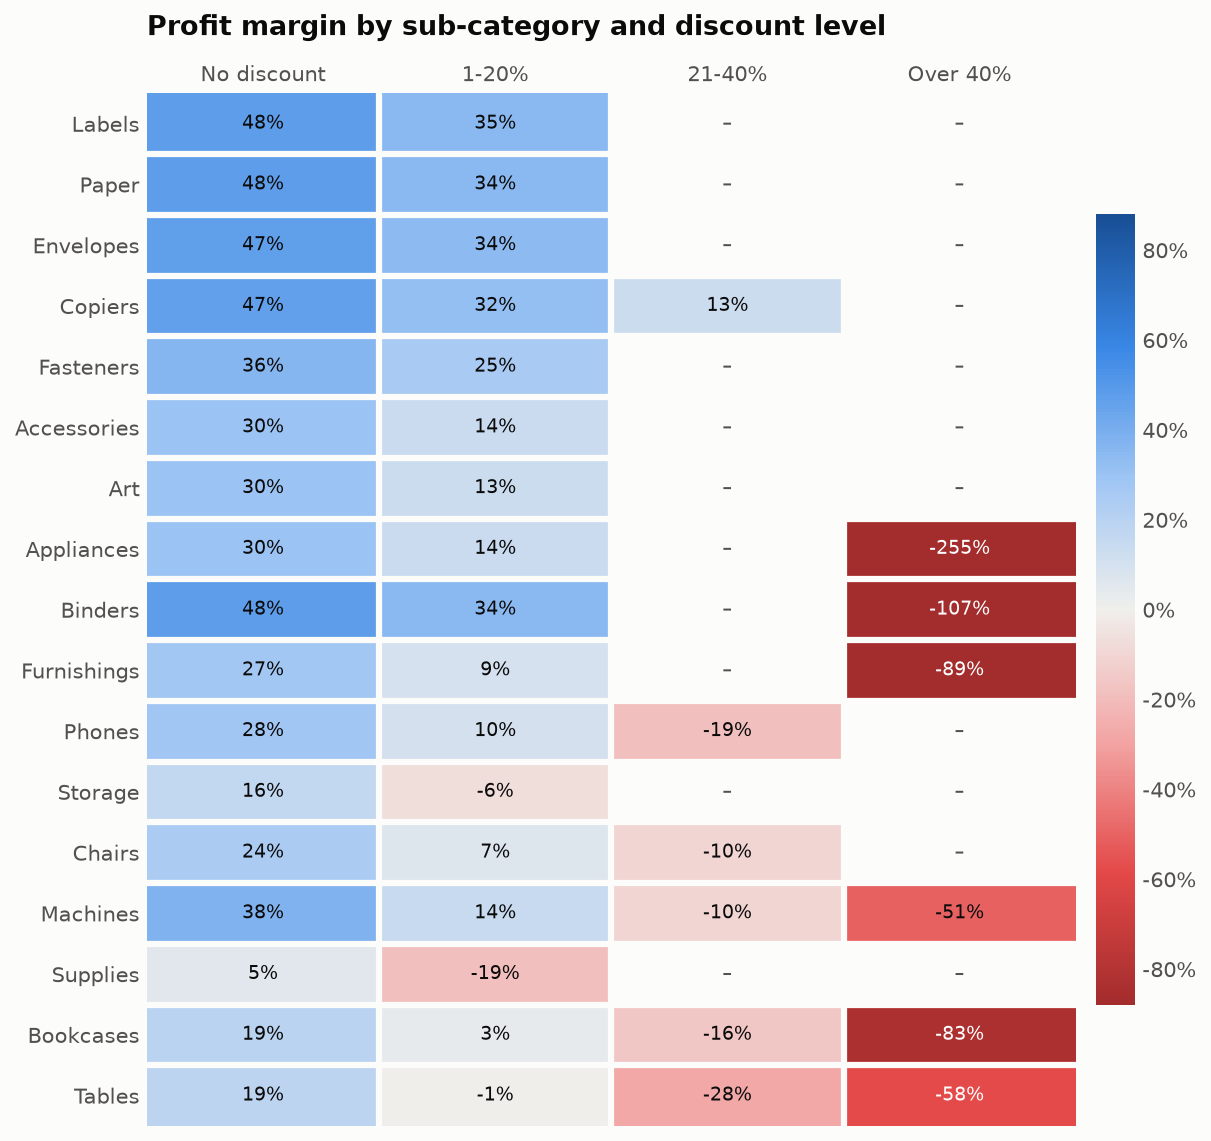 Profit margin by sub-category and discount level
No discount 1-20% 21-40% Over 40%
Labels 48% 35% – –
Paper 48% 34% – –
Envelopes 47% 34% – –
Copiers 47% 32% 13% –
Fasteners 36% 25% – –
Accessories 30% 14% – –
Art 30% 13% – –
Appliances 30% 14% – -255%
Binders 48% 34% – -107%
Furnishings 27% 9% – -89%
Phones 28% 10% -19% –
Storage 16% -6% – –
Chairs 24% 7% -10% –
Machines 38% 14% -10% -51%
Supplies 5% -19% – –
Bookcases 19% 3% -16% -83%
Tables 19% -1% -28% -58%
80%
60%
40%
20%
0%
-20%
-40%
-60%
-80%